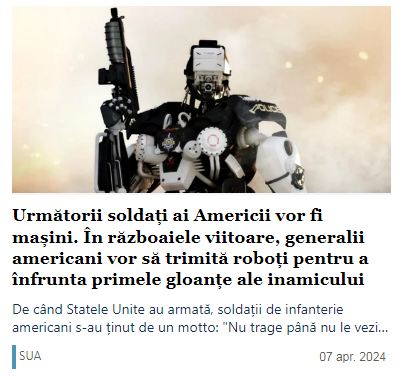 POLICE
Următorii soldați ai Americii vor fi
mașini. În războaiele viitoare, generalii
americani vor să trimită roboți pentru a
înfrunta primele gloanțe ale inamicului
De când Statele Unite au armată, soldații de infanterie
americani s-au ținut de un motto: "Nu trage până nu le vezi...
SUA
07 apr. 2024